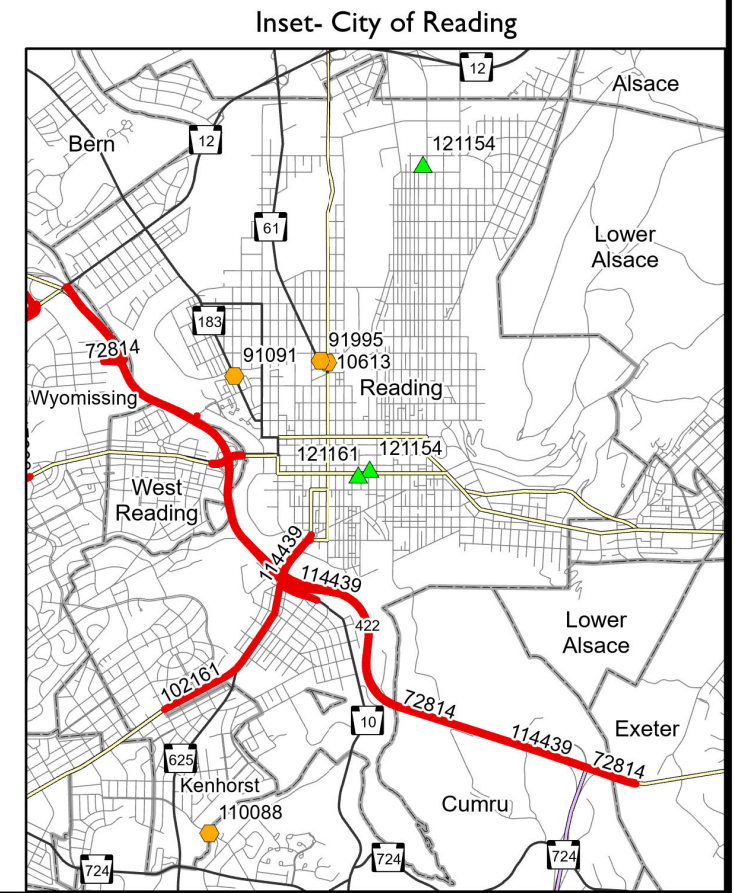 Inset- City of Reading
12
Alsace
Bern
12
121154
61
Lower
Alsace
183
91995
72814
91091
10613
Reading
Wyomissing
121161
121154
West
Reading
114439
114439
422
Lower
Alsace
102161
72814
10
114439
Exeter
72814
625
Kenhorst
Cumru
110088
724
724
724